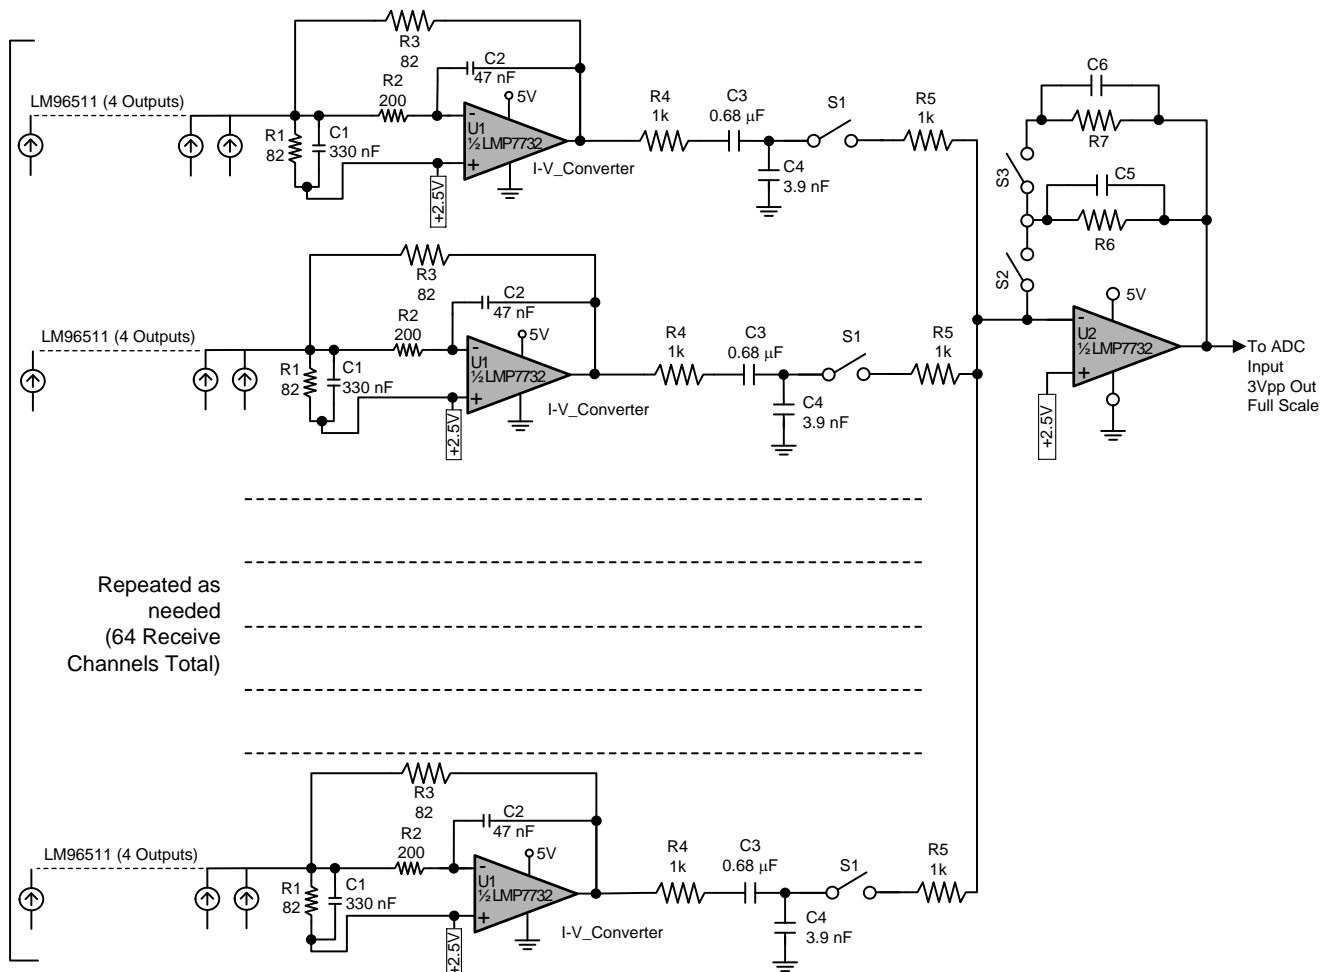 R3
82
C2
47 nF
LM96511 (4 Outputs)
R2
200
5V
R1
82
C1
330 nF
-
U1
½ LMP7732
+
+2.5V
I-V_Converter
R4
1k
C3
0.68 µF
C4
3.9 nF
S1
R5
1k
C6
R7
S3
C5
R6
S2
R3
82
C2
47 nF
LM96511 (4 Outputs)
R2
200
5V
R1
82
C1
330 nF
-
U1
½ LMP7732
+
+2.5V
I-V_Converter
R4
1k
C3
0.68 µF
C4
3.9 nF
S1
R5
1k
5V
-
U2
½ LMP7732
+
+2.5V
To ADC
Input
3Vpp Out
Full Scale
Repeated as
needed
(64 Receive
Channels Total)
R3
82
C2
47 nF
LM96511 (4 Outputs)
R2
200
5V
R1
82
C1
330 nF
-
U1
½ LMP7732
+
+2.5V
I-V_Converter
R4
1k
C3
0.68 µF
C4
3.9 nF
S1
R5
1k